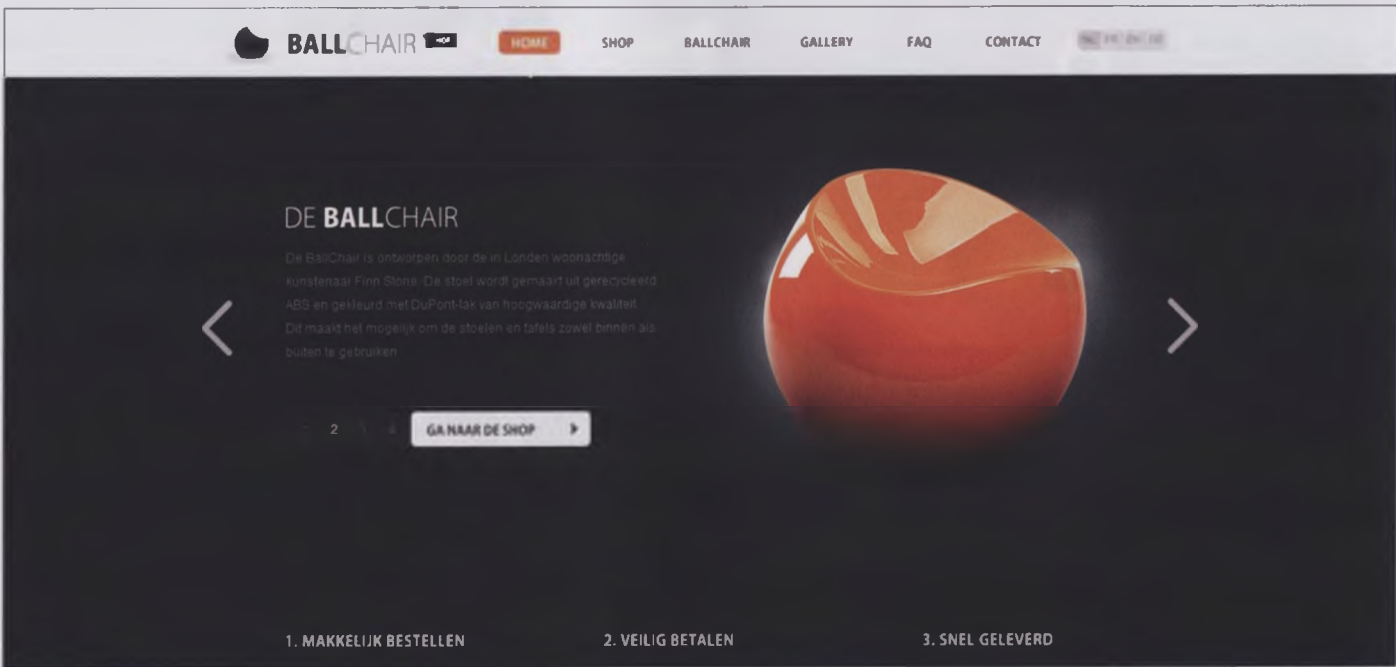 BALLCHAIR SHOP HOME SHOP BALLCHAIR GALLERY FAQ CONTACT
DE BALLCHAIR
De BallChair is ontworpen door de in Londen woonachtige
kunstenaar Finn Stone. De stoel wordt gemaakt uit gerecycleerd
ABS en gekleurd met DuPont-lak van hoogwaardige kwaliteit.
Dit maakt het mogelijk om de stoelen en tafels zowel binnen als
buiten te gebruiken
2 GA NAAR DE SHOP
1. MAKKELIJK BESTELLEN 2. VEILIG BETALEN 3. SNEL GELEVERD